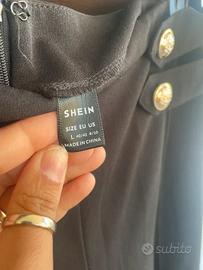 SHEIN
SIZE EU US
L 40/42 8/10
MADE IN CHINA
subito